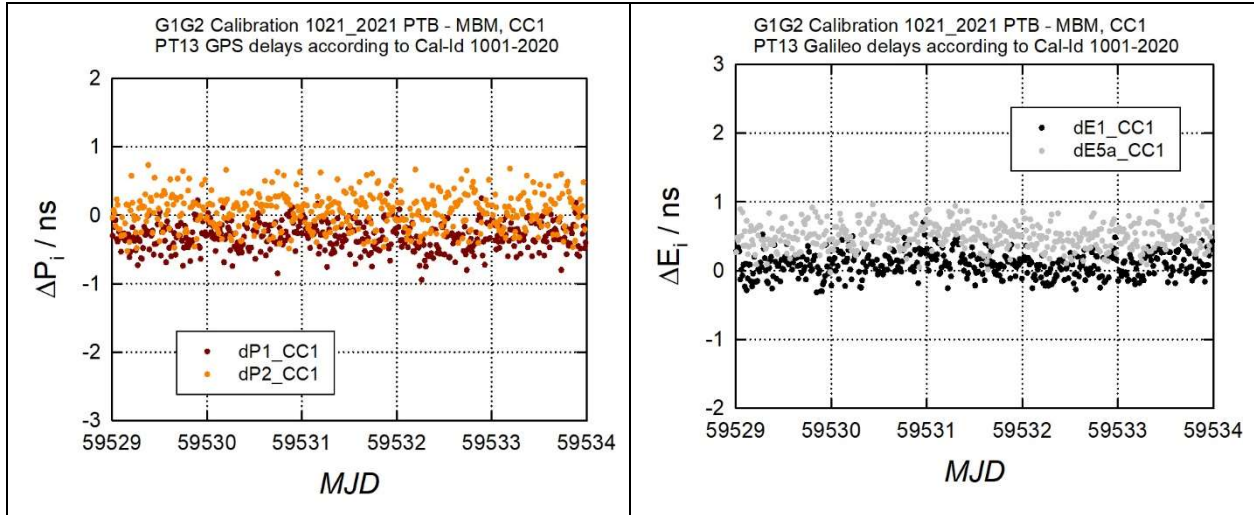 G1G2 Calibration 1021_2021 PTB - MBM, CC1
PT13 GPS delays according to Cal-Id 1001-2020
2
1
0
-1
-2
-3
ΔPi / ns
dP1_CC1
dP2_CC1
59529 59530 59531 59532 59533 59534
MJD
G1G2 Calibration 1021_2021 PTB - MBM, CC1
PT13 Galileo delays according to Cal-Id 1001-2020
3
2
1
0
-1
-2
ΔEi / ns
dE1_CC1
dE5a_CC1
59529 59530 59531 59532 59533 59534
MJD